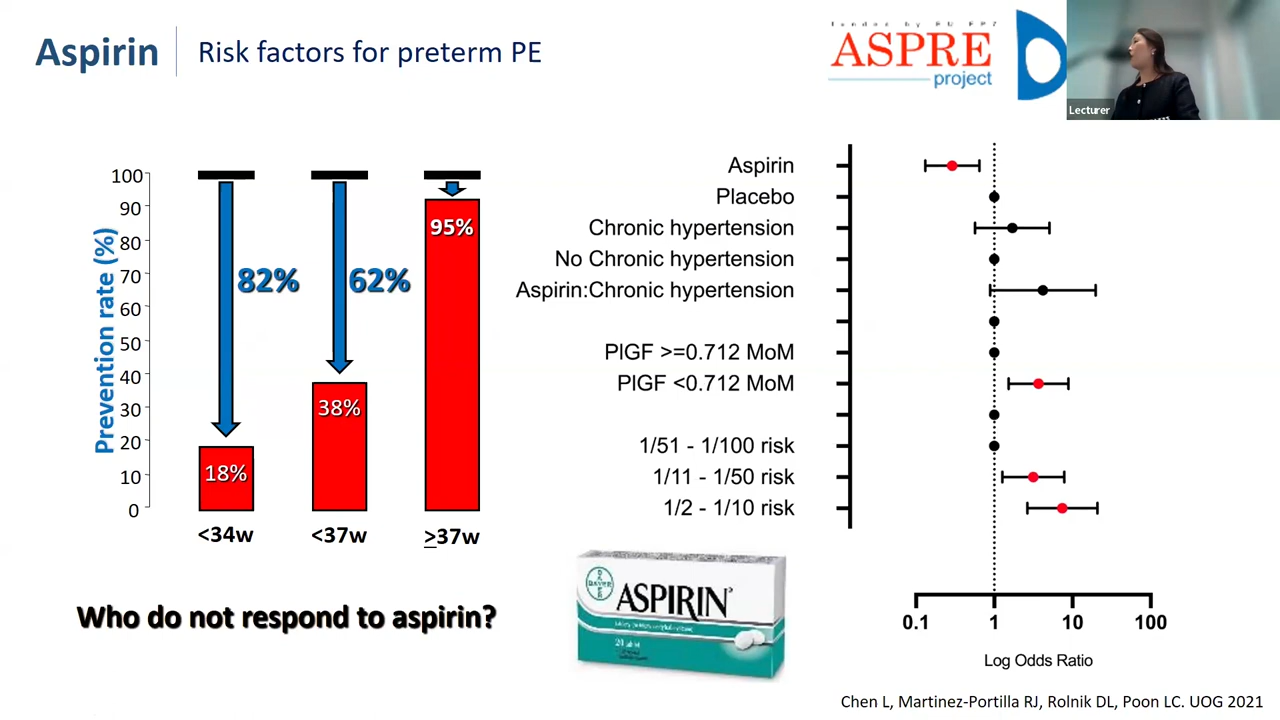 Aspirin
Risk factors for preterm PE
funded by EU FP7
ASPRE
project
Lecturer
Prevention rate (%)
100
90
80
70
60
50
40
30
20
10
0
82%
62%
95%
38%
18%
<34w
<37w
>37w
Who do not respond to aspirin?
Aspirin
Placebo
Chronic hypertension
No Chronic hypertension
Aspirin:Chronic hypertension
PlGF >=0.712 MoM
PlGF <0.712 MoM
1/51 - 1/100 risk
1/11 - 1/50 risk
1/2 - 1/10 risk
0.1
1
10
100
Log Odds Ratio
BAYER
ASPIRIN
Chen L, Martinez-Portilla RJ, Rolnik DL, Poon LC. UOG 2021